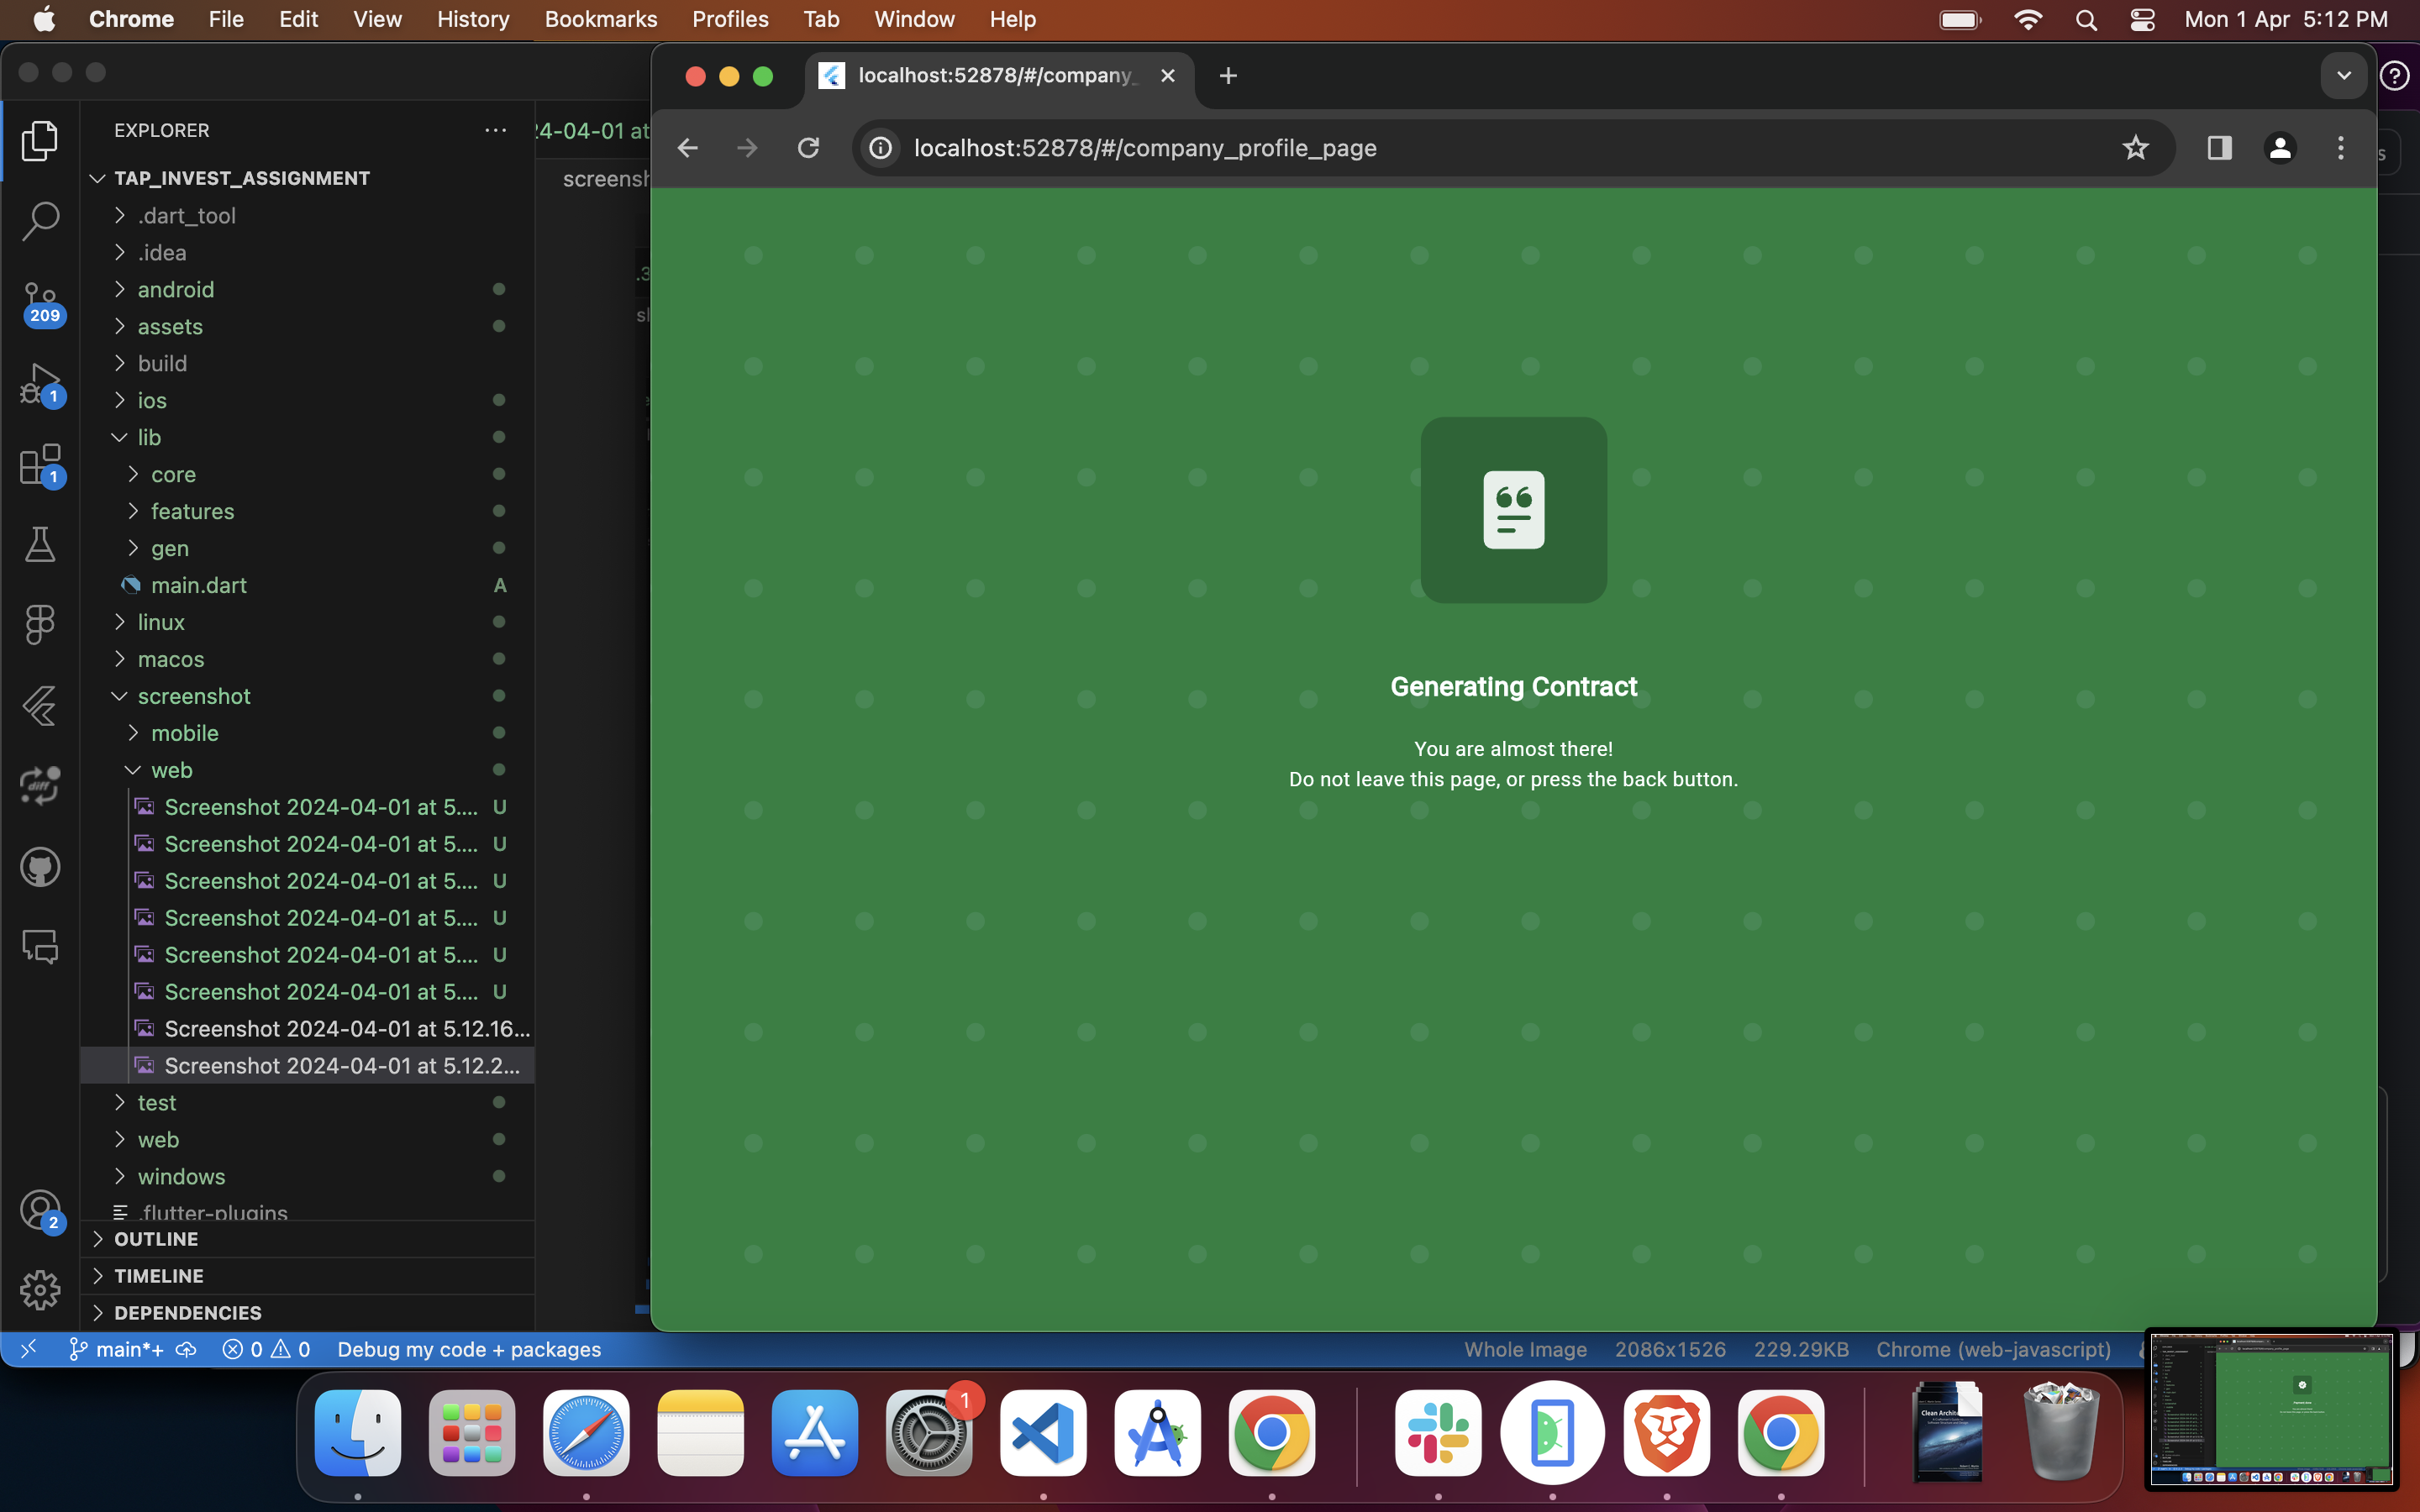 Chrome File Edit View History Bookmarks Profiles Tab Window Help Mon 1 Apr 5:12 PM
localhost:52878/#/company_
localhost:52878/#/company_profile_page
EXPLORER
24-04-01 at
TAP_INVEST_ASSIGNMENT
screensh
.dart_tool
.idea
android
209
assets
build
1
ios
lib
core
1
features
gen
main.dart A
linux
macos
screenshot
mobile
web
Screenshot 2024-04-01 at 5.... U
Screenshot 2024-04-01 at 5.... U
Screenshot 2024-04-01 at 5.... U
Screenshot 2024-04-01 at 5.... U
Screenshot 2024-04-01 at 5.... U
Screenshot 2024-04-01 at 5.... U
Screenshot 2024-04-01 at 5.12.16...
Screenshot 2024-04-01 at 5.12.2...
test
web
windows
.flutter-plugins
2
OUTLINE
TIMELINE
DEPENDENCIES
Generating Contract
You are almost there!
Do not leave this page, or press the back button.
main*+ 0 0 Debug my code + packages Whole Image 2086x1526 229.29KB Chrome (web-javascript)
1
Clean Archit